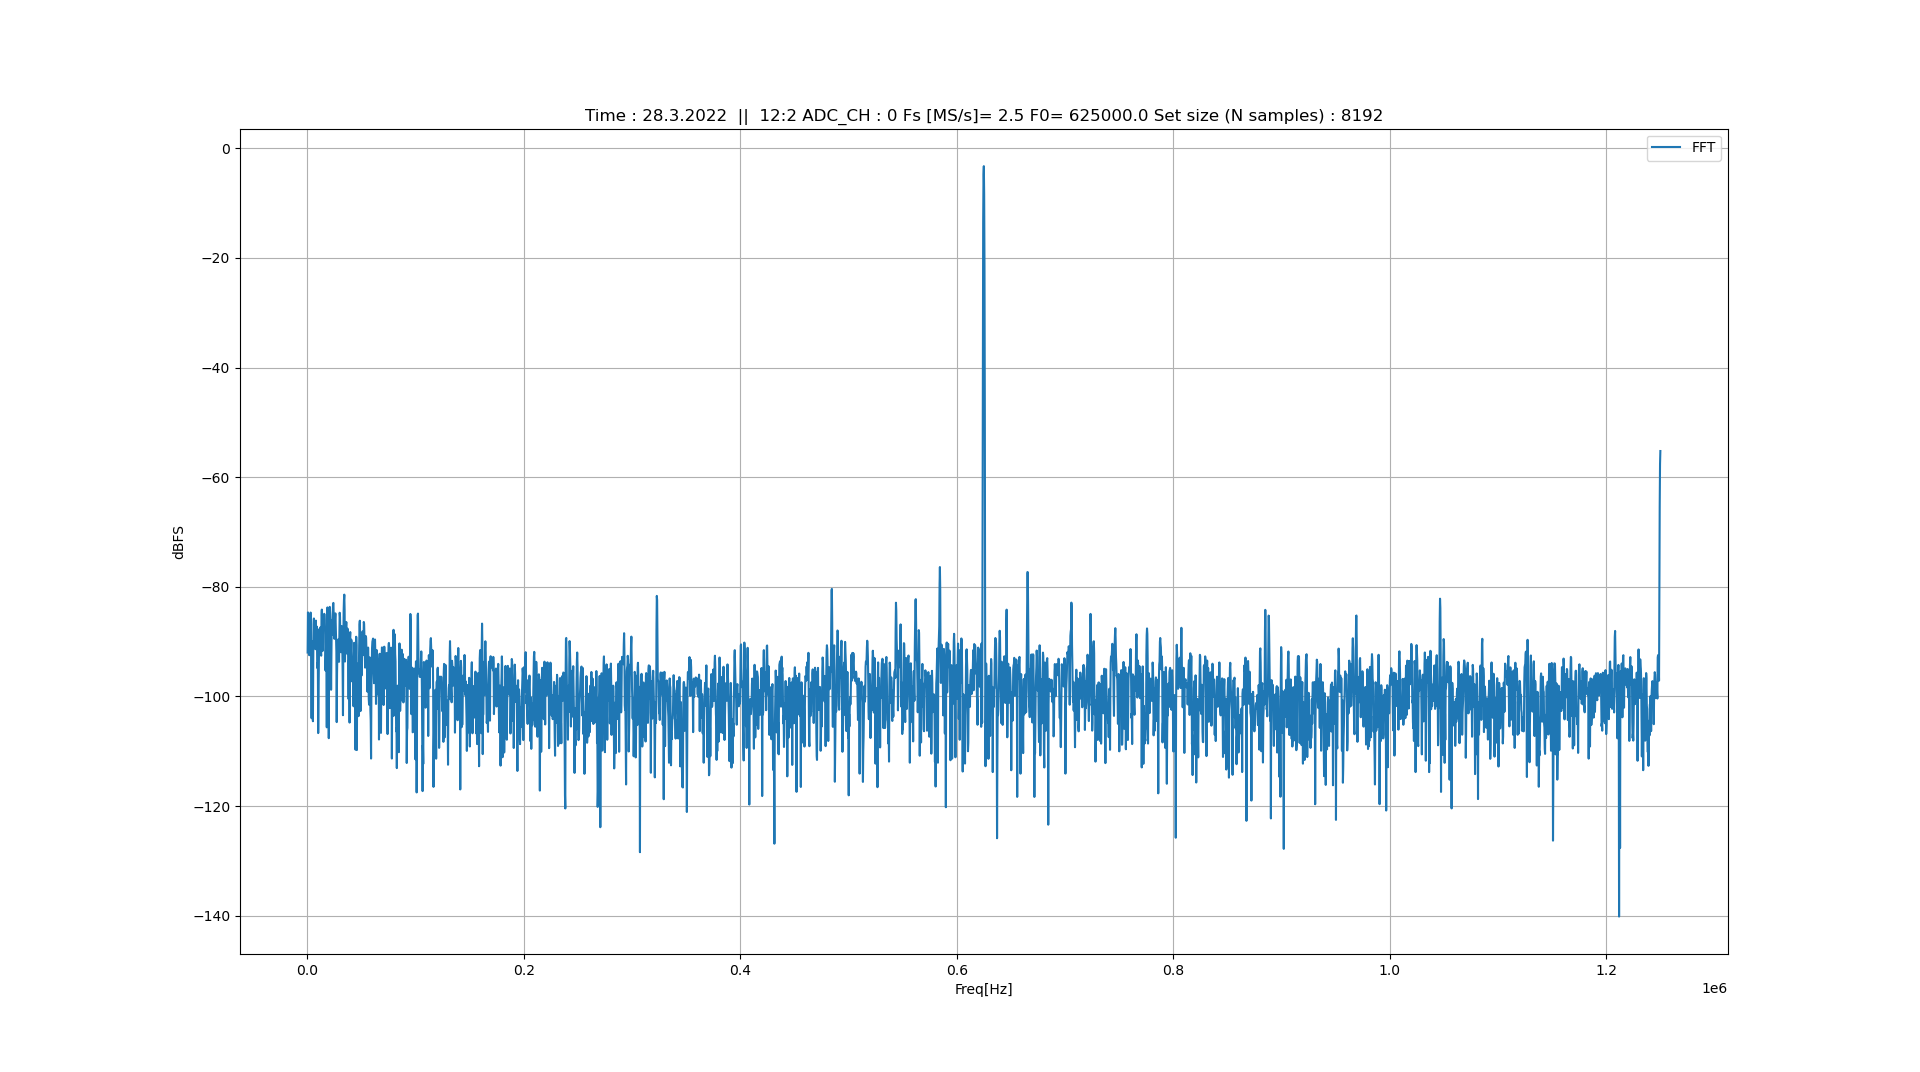 Time : 28.3.2022  ||  12:2 ADC_CH : 0 Fs [MS/s]= 2.5 F0= 625000.0 Set size (N samples) : 8192
FFT
0
−20
−40
−60
−80
−100
−120
−140
dBFS
0.0 0.2 0.4 0.6 0.8 1.0 1.2
Freq[Hz]
1e6